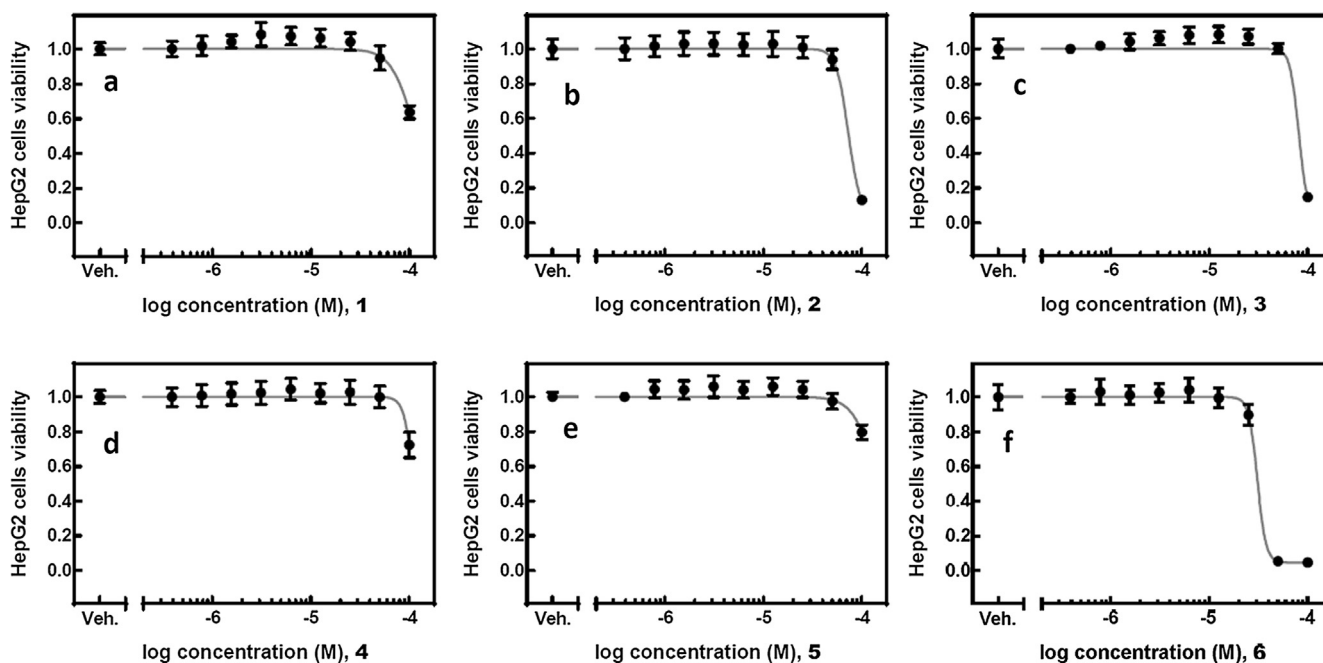 HepG2 cells viability
1.0
0.8
0.6
0.4
0.2
0.0
a
Veh.
-6
-5
-4
log concentration (M), 1
HepG2 cells viability
1.0
0.8
0.6
0.4
0.2
0.0
b
Veh.
-6
-5
-4
log concentration (M), 2
HepG2 cells viability
1.0
0.8
0.6
0.4
0.2
0.0
c
Veh.
-6
-5
-4
log concentration (M), 3
HepG2 cells viability
1.0
0.8
0.6
0.4
0.2
0.0
d
Veh.
-6
-5
-4
log concentration (M), 4
HepG2 cells viability
1.0
0.8
0.6
0.4
0.2
0.0
e
Veh.
-6
-5
-4
log concentration (M), 5
HepG2 cells viability
1.0
0.8
0.6
0.4
0.2
0.0
f
Veh.
-6
-5
-4
log concentration (M), 6